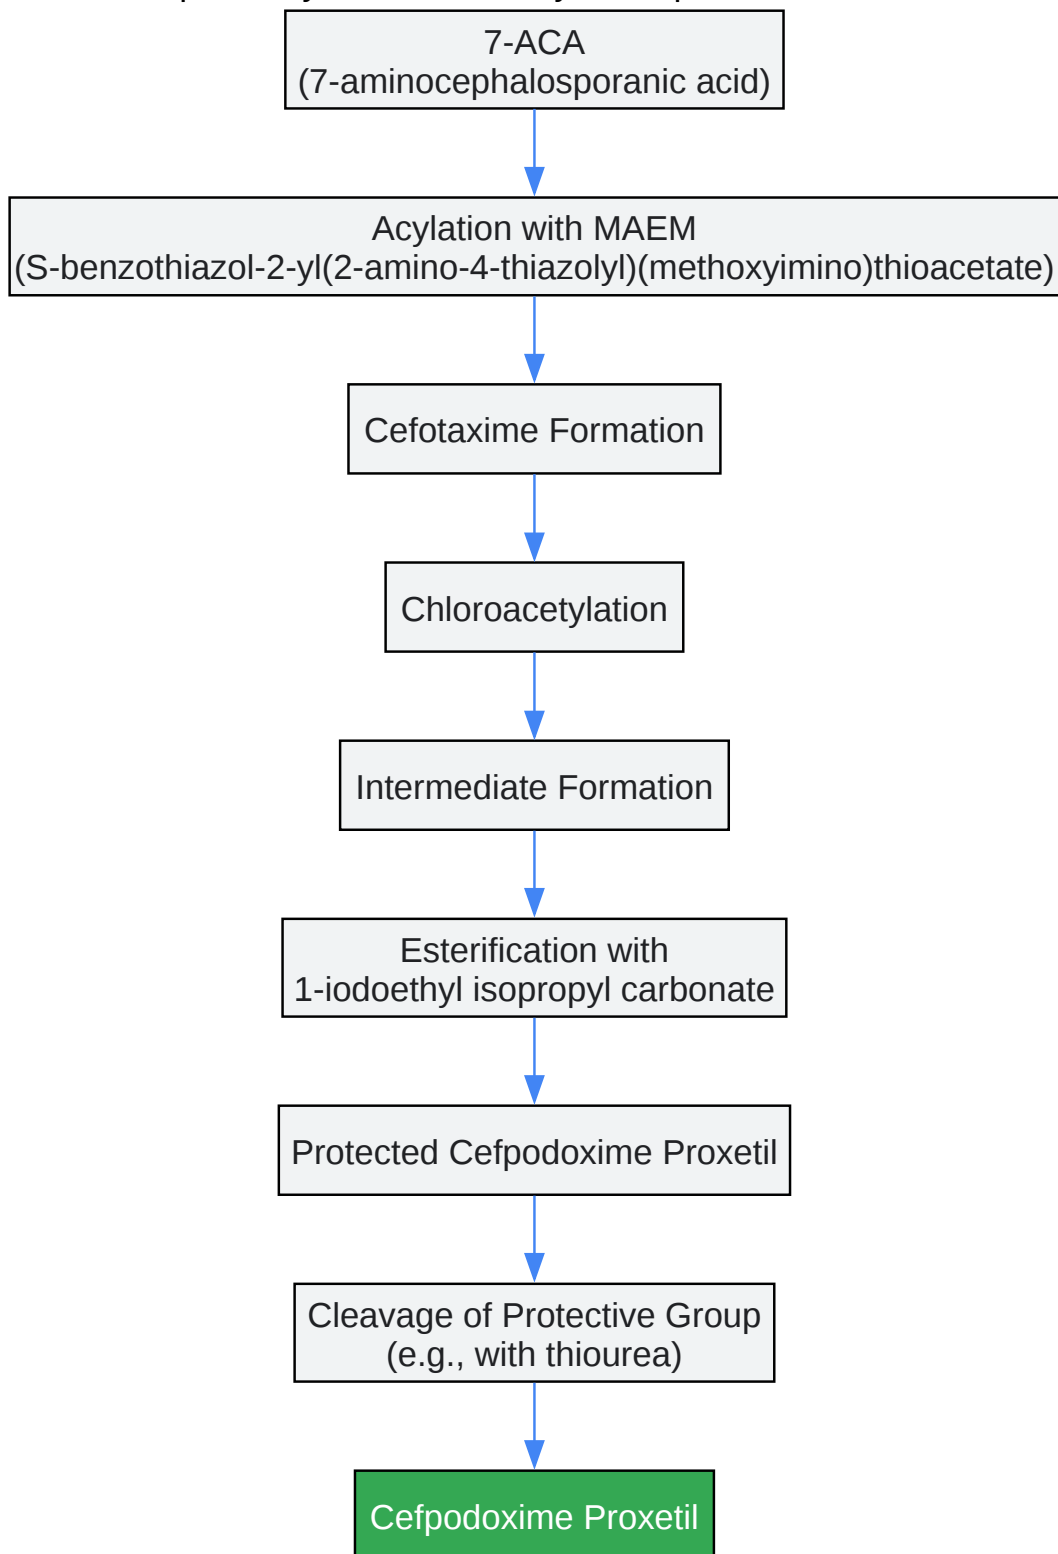 7-ACA
(7-aminocephalosporanic acid)
Acylation with MAEM
(S-benzothiazol-2-yl(2-amino-4-thiazolyl)(methoxyimino)thioacetate)
Cefotaxime Formation
Chloroacetylation
Intermediate Formation
Esterification with
1-iodoethyl isopropyl carbonate
Protected Cefpodoxime Proxetil
Cleavage of Protective Group
(e.g., with thiourea)
Cefpodoxime Proxetil